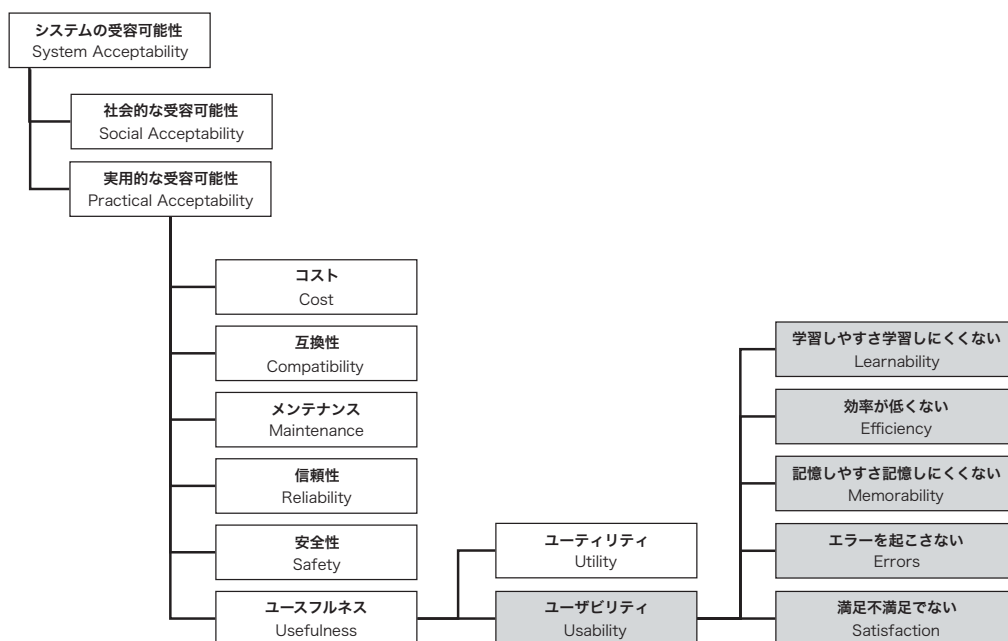 システムの受容可能性
System Acceptability
社会的な受容可能性
Social Acceptability
実用的な受容可能性
Practical Acceptability
コスト
Cost
互換性
Compatibility
メンテナンス
Maintenance
信頼性
Reliability
安全性
Safety
ユースフルネス
Usefulness
ユーティリティ
Utility
ユーザビリティ
Usability
学習しやすさ学習しにくくない
Learnability
効率が低くない
Efficiency
記憶しやすさ記憶しにくくない
Memorability
エラーを起こさない
Errors
満足不満足でない
Satisfaction